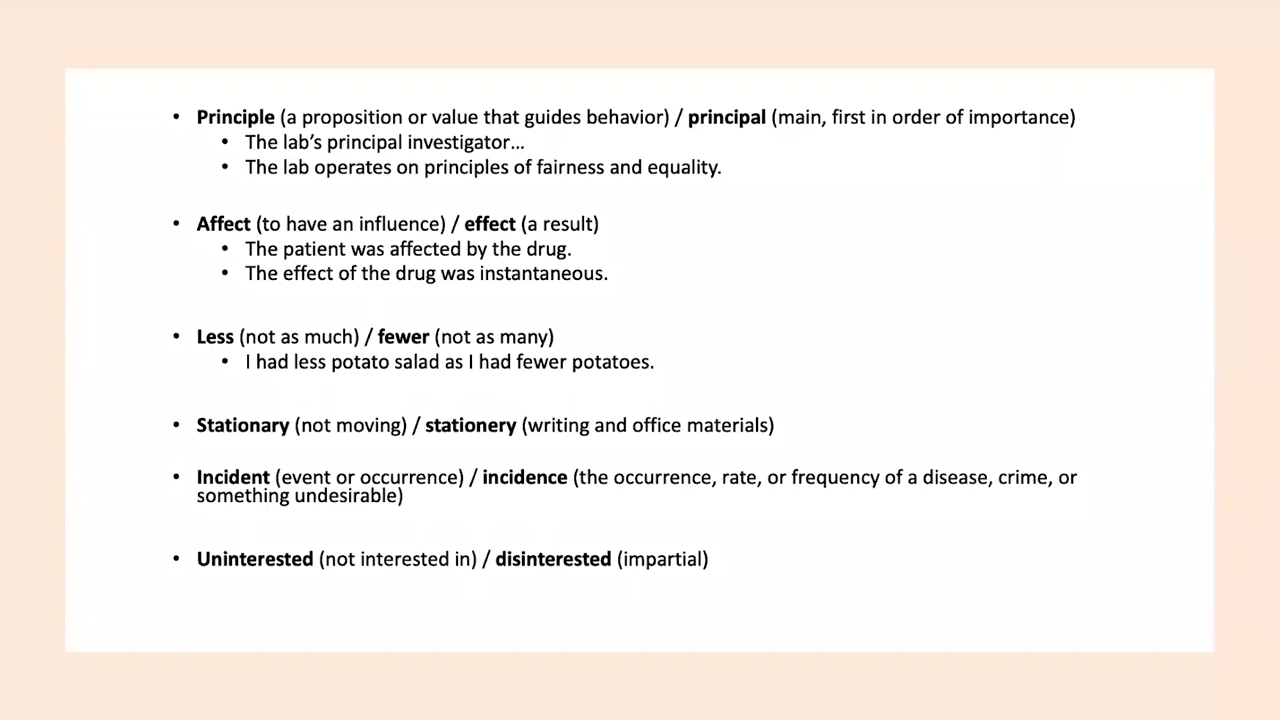 • Principle (a proposition or value that guides behavior) / principal (main, first in order of importance)
• The lab's principal investigator...
• The lab operates on principles of fairness and equality.
• Affect (to have an influence) / effect (a result)
• The patient was affected by the drug.
• The effect of the drug was instantaneous.
• Less (not as much) / fewer (not as many)
• I had less potato salad as I had fewer potatoes.
• Stationary (not moving) / stationery (writing and office materials)
• Incident (event or occurrence) / incidence (the occurrence, rate, or frequency of a disease, crime, or
something undesirable)
• Uninterested (not interested in) / disinterested (impartial)